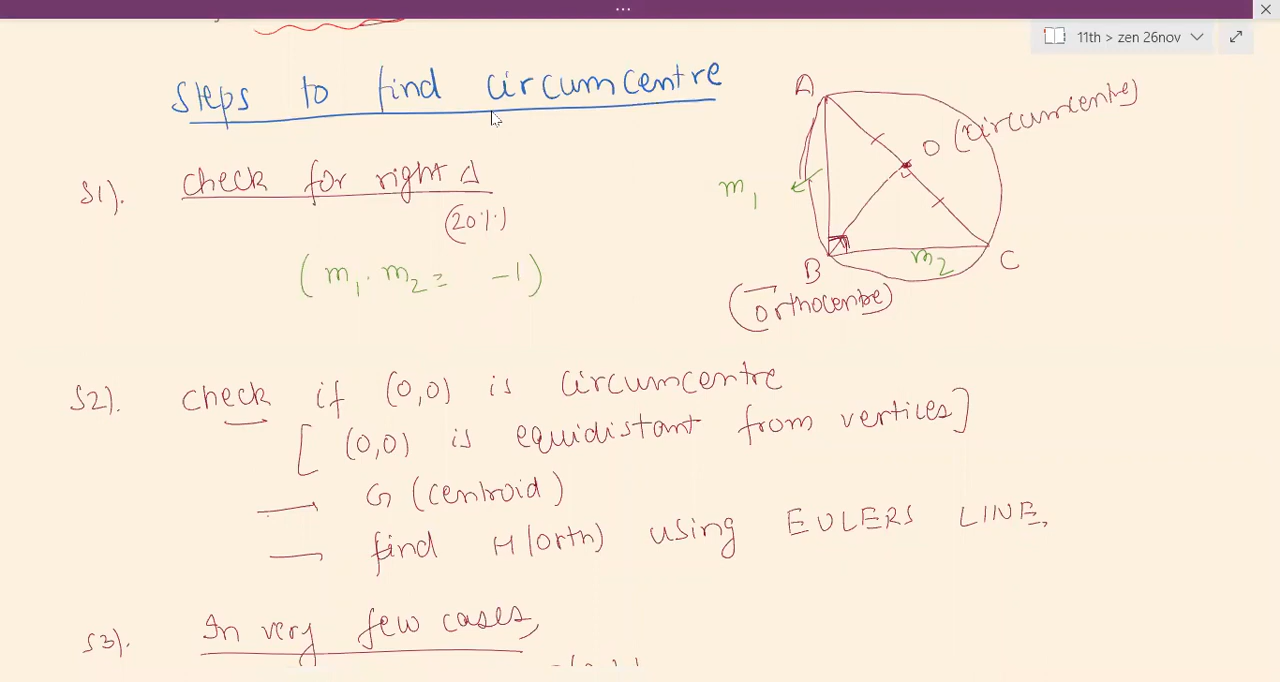 11th > zen 26nov
Steps to find circumcentre
S1). check for right Δ
(20%)
(m₁. m₂ = -1)
A
O (circumcentre)
m₁
m₂
B
C
(orthocentre)
S2). check if (0,0) is circumcentre
[ (0,0) is equidistant from vertices]
— G (centroid)
— find H(orth) using EULERS LINE,
S3). In very few cases,